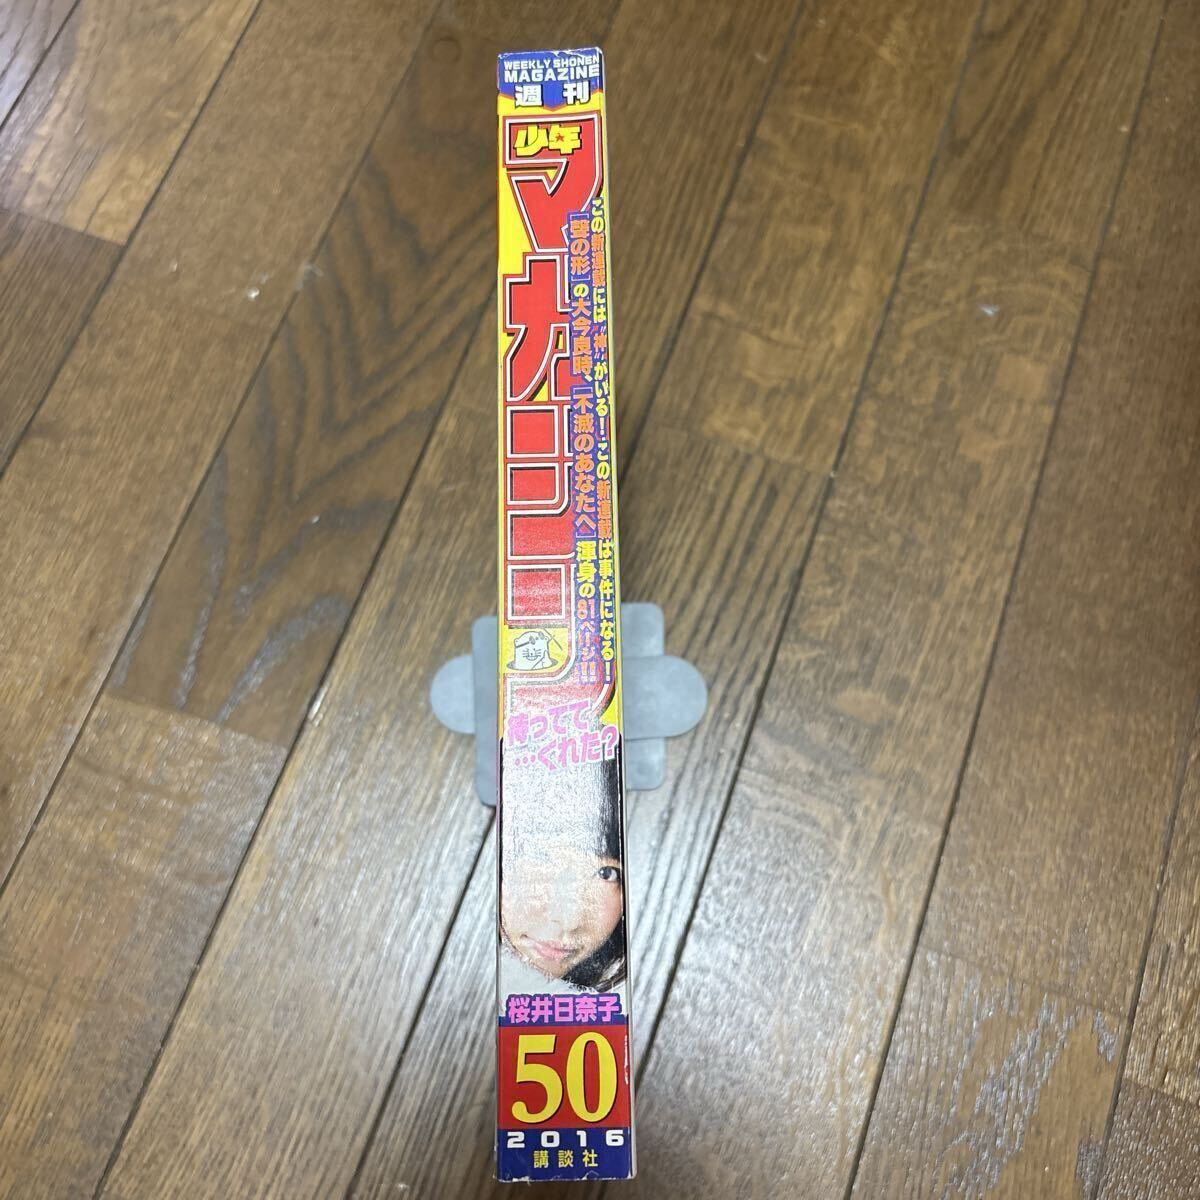 WEEKLY SHONEN
MAGAZINE
週刊
少年
マガジン
この新連載には“神”がいる!この新連載は事件になる!
[聲の形]の大今良時、[不滅のあなたへ]渾身の81ページ!!
待ってて
…くれた?
桜井日奈子
50
2016
講談社